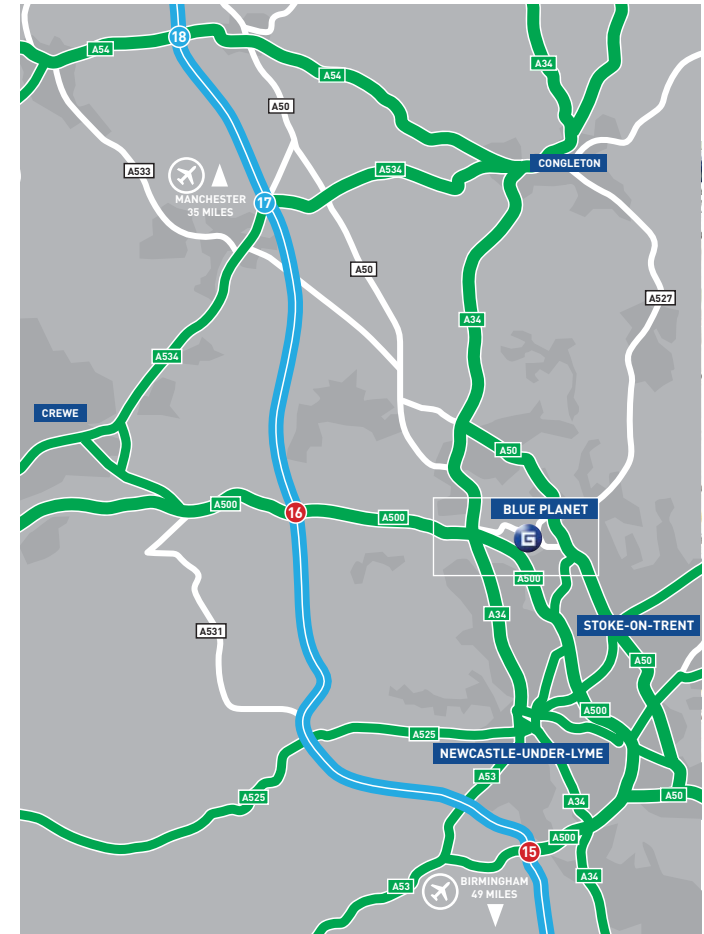 18
A54
A34
A54
A50
A533
A534
CONGLETON
MANCHESTER
35 MILES
17
A50
A527
A34
A534
CREWE
A50
A500
16
A500
BLUE PLANET
G
A500
A34
A531
STOKE-ON-TRENT
A50
A500
A525
NEWCASTLE-UNDER-LYME
A53
A525
A34
A50
A500
15
A53
BIRMINGHAM
49 MILES
A34